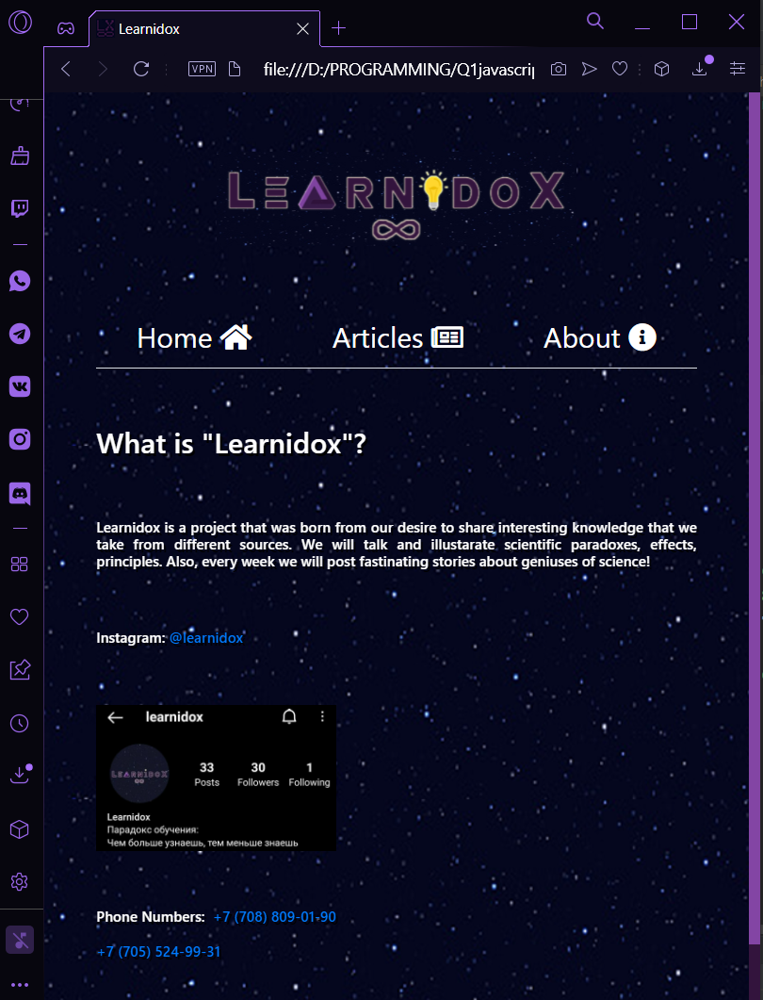 Learnidox
VPN
file:///D:/PROGRAMMING/Q1javascrip
LEARNIDOX
Home
Articles
About
What is "Learnidox"?
Learnidox is a project that was born from our desire to share interesting knowledge that we
take from different sources. We will talk and illustarate scientific paradoxes, effects,
principles. Also, every week we will post fastinating stories about geniuses of science!
Instagram: @learnidox
learnidox
LEARNIDOX
33 30 1
Posts Followers Following
Learnidox
Парадокс обучения:
Чем больше узнаешь, тем меньше знаешь
Phone Numbers: +7 (708) 809-01-90
+7 (705) 524-99-31